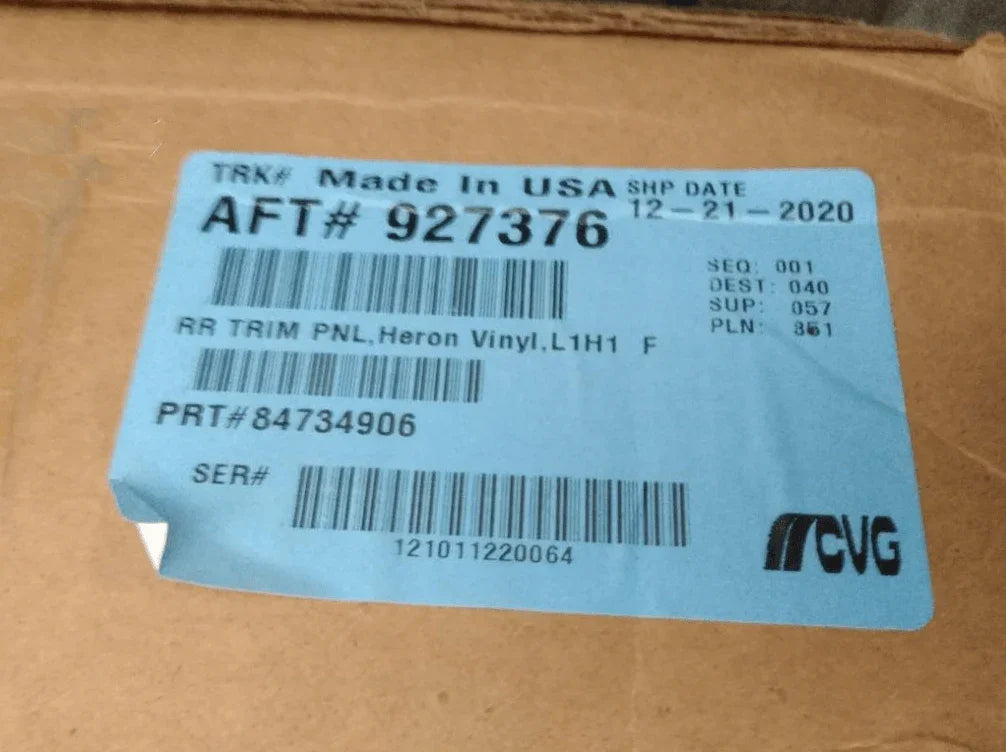 TRK# Made In USA SHP DATE
AFT# 927376 12-21-2020
SEQ: 001
DEST: 040
SUP: 057
PLN:
RR TRIM PNL,Heron Vinyl,L1H1 F
PRT#84734906
SER#
121011220064
CVG